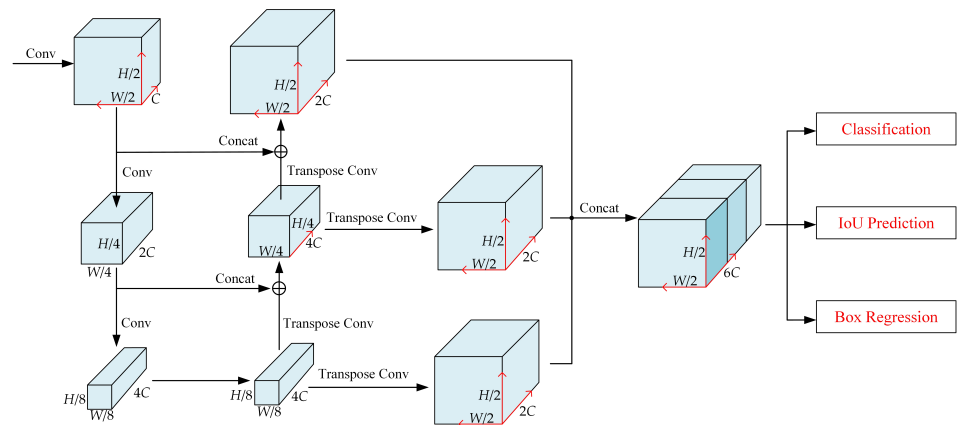 Conv
H/2
W/2
C
H/2
W/2
2C
Concat
Conv
Transpose Conv
H/4
W/4
2C
H/4
W/4
4C
Transpose Conv
H/2
W/2
2C
Concat
H/2
W/2
6C
Classification
IoU Prediction
Box Regression
Concat
Conv
Transpose Conv
H/8
W/8
4C
H/8
W/8
4C
Transpose Conv
H/2
W/2
2C